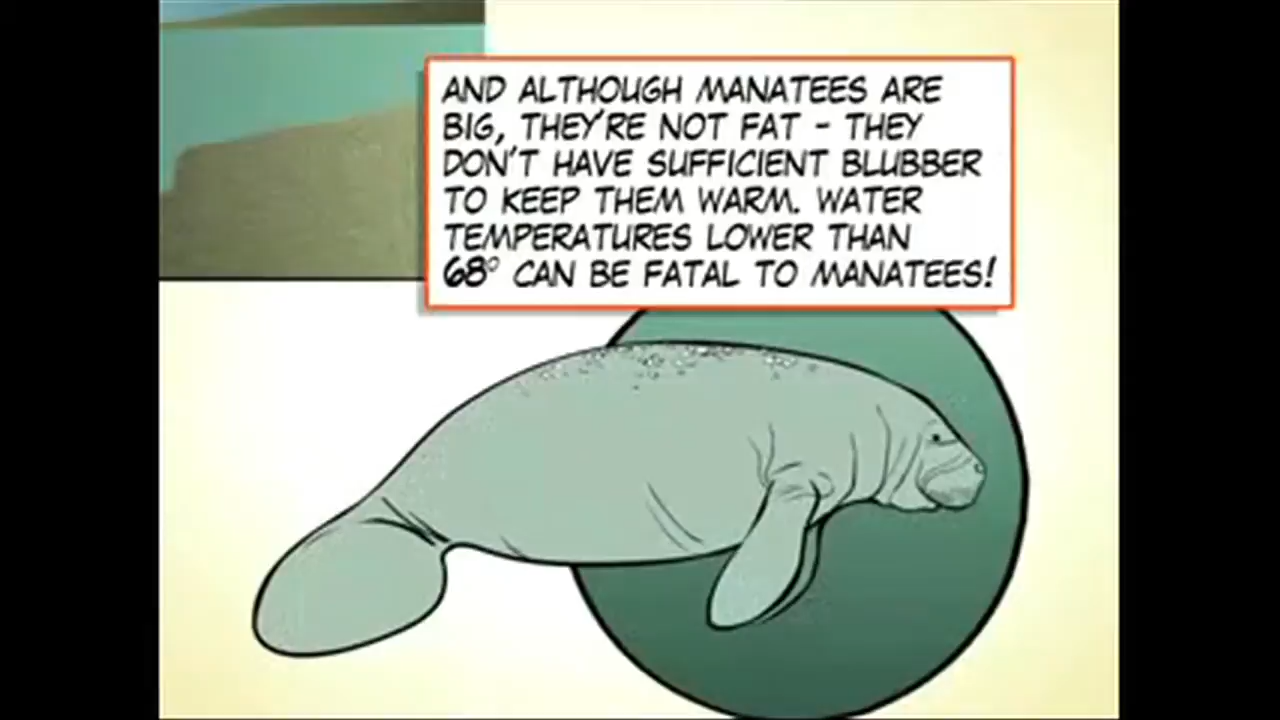 AND ALTHOUGH MANATEES ARE
BIG, THEY'RE NOT FAT - THEY
DON'T HAVE SUFFICIENT BLUBBER
TO KEEP THEM WARM. WATER
TEMPERATURES LOWER THAN
68° CAN BE FATAL TO MANATEES!